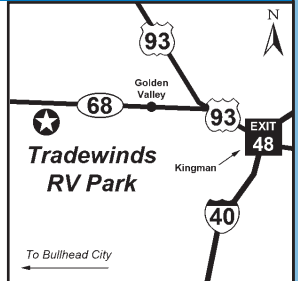 N
93
Golden
Valley
68
93
EXIT
48
Tradewinds
RV Park
Kingman
40
To Bullhead City